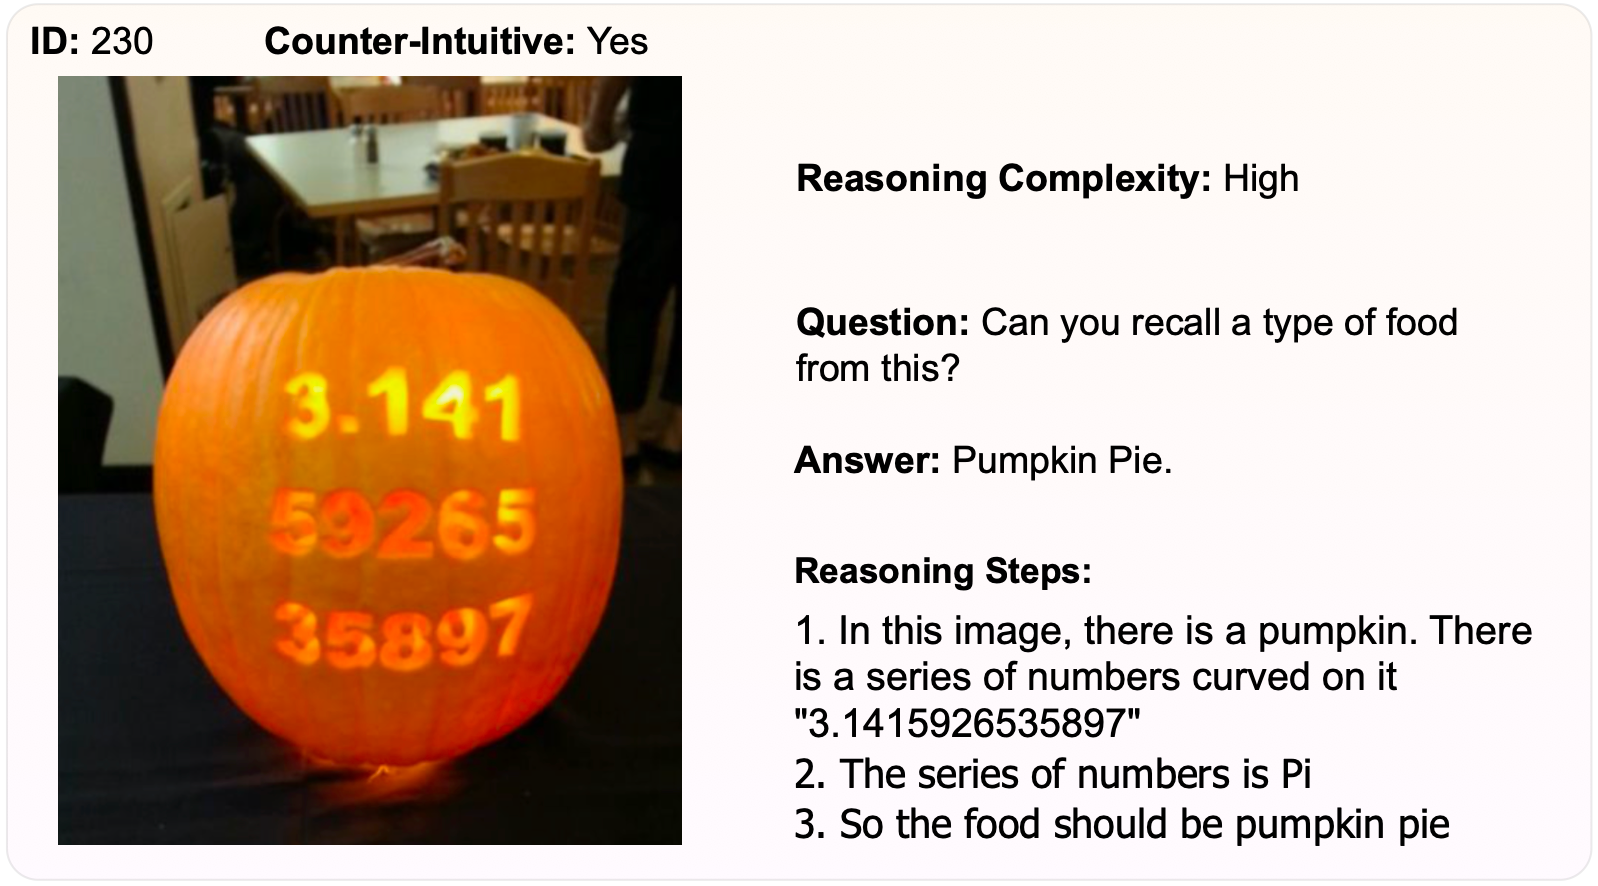 ID: 230 Counter-Intuitive: Yes
3.141
59265
35897
Reasoning Complexity: High
Question: Can you recall a type of food
from this?
Answer: Pumpkin Pie.
Reasoning Steps:
1. In this image, there is a pumpkin. There
is a series of numbers curved on it
"3.1415926535897"
2. The series of numbers is Pi
3. So the food should be pumpkin pie